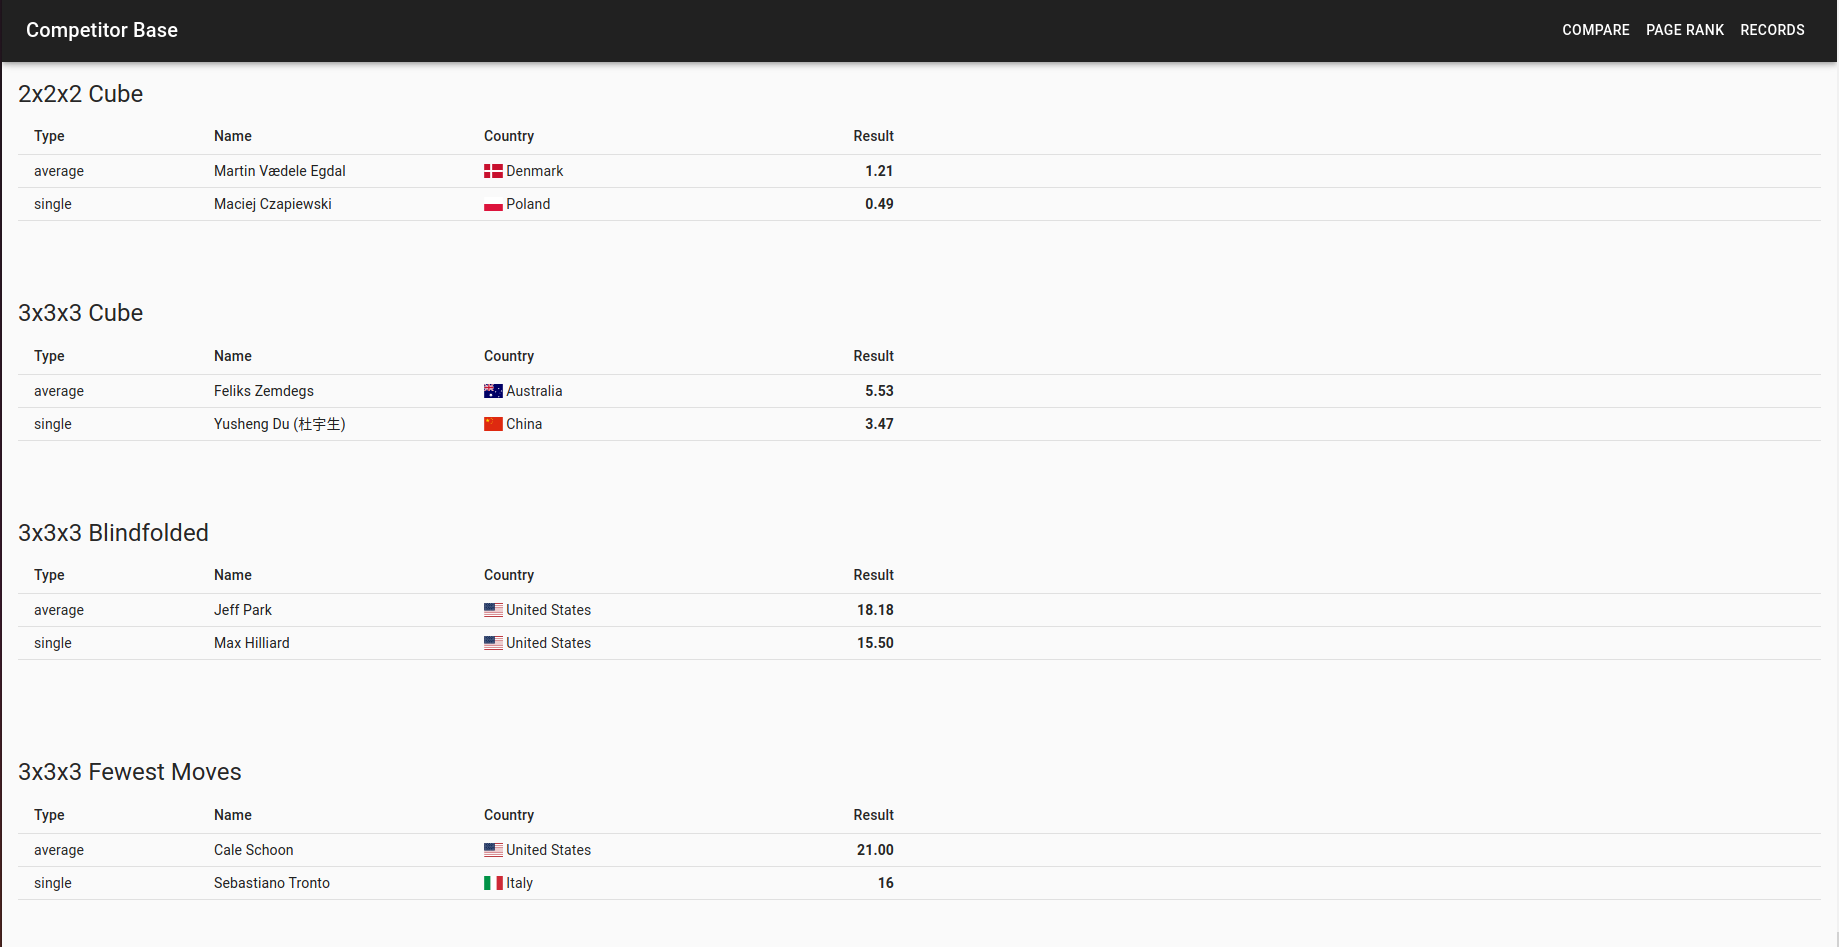 Competitor Base COMPARE PAGE RANK RECORDS
2x2x2 Cube
Type Name Country Result
average Martin Vædele Egdal Denmark 1.21
single Maciej Czapiewski Poland 0.49
3x3x3 Cube
Type Name Country Result
average Feliks Zemdegs Australia 5.53
single Yusheng Du (杜宇生) China 3.47
3x3x3 Blindfolded
Type Name Country Result
average Jeff Park United States 18.18
single Max Hilliard United States 15.50
3x3x3 Fewest Moves
Type Name Country Result
average Cale Schoon United States 21.00
single Sebastiano Tronto Italy 16